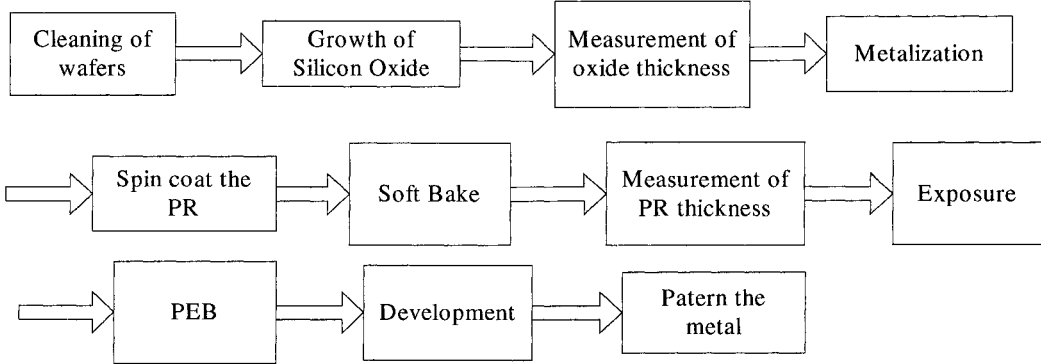 Cleaning of
wafers
Growth of
Silicon Oxide
Measurement of
oxide thickness
Metalization
Spin coat the
PR
Soft Bake
Measurement of
PR thickness
Exposure
PEB
Development
Patern the
metal